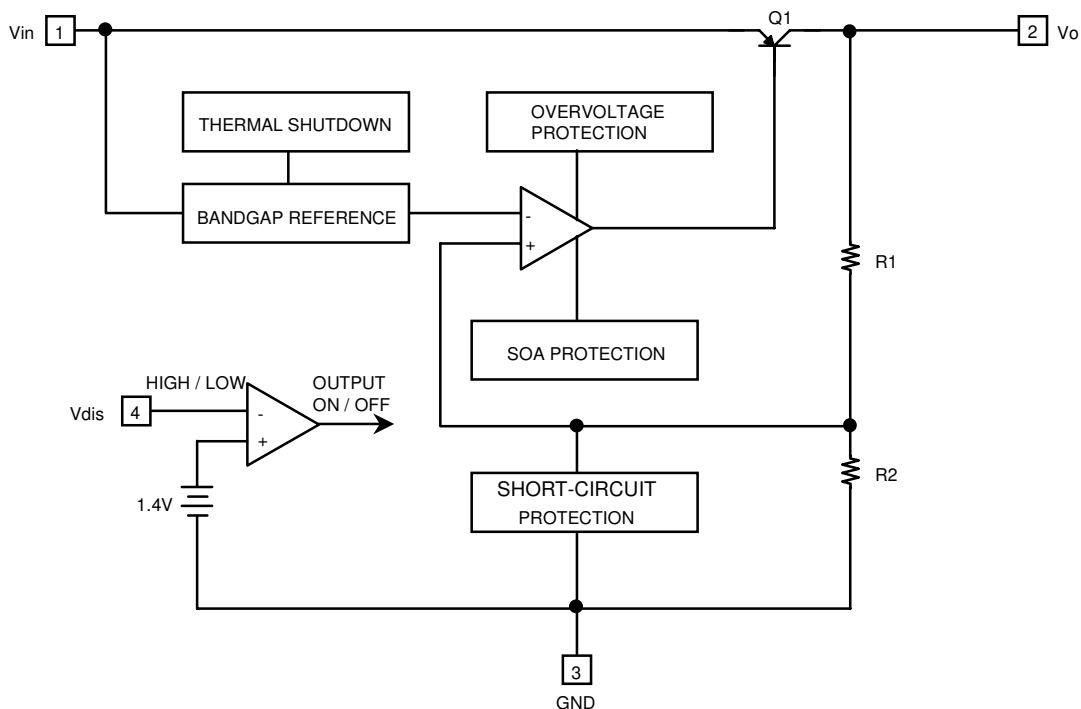 Q1
Vin 1
2 Vo
THERMAL SHUTDOWN
OVERVOLTAGE
PROTECTION
BANDGAP REFERENCE
-
+
R1
SOA PROTECTION
HIGH / LOW
OUTPUT
ON / OFF
Vdis 4
-
+
1.4V
SHORT-CIRCUIT
PROTECTION
R2
3
GND